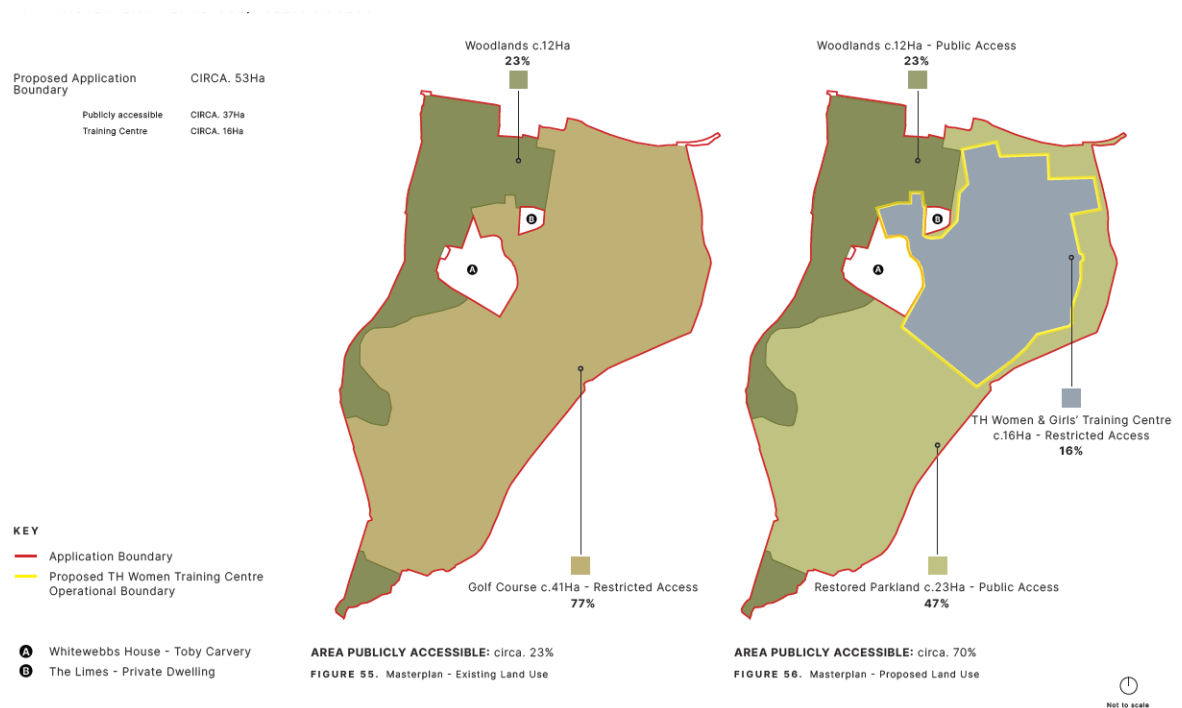 Proposed Application
Boundary
CIRCA. 53Ha
Publicly accessible CIRCA. 37Ha
Training Centre CIRCA. 16Ha
Woodlands c.12Ha
23%
B
A
Golf Course c.41Ha - Restricted Access
77%
Woodlands c.12Ha - Public Access
23%
B
A
TH Women & Girls' Training Centre
c.16Ha - Restricted Access
16%
Restored Parkland c.23Ha - Public Access
47%
KEY
Application Boundary
Proposed TH Women Training Centre
Operational Boundary
A Whitewebbs House - Toby Carvery
B The Limes - Private Dwelling
AREA PUBLICLY ACCESSIBLE: circa. 23%
FIGURE 55. Masterplan - Existing Land Use
AREA PUBLICLY ACCESSIBLE: circa. 70%
FIGURE 56. Masterplan - Proposed Land Use
Not to scale